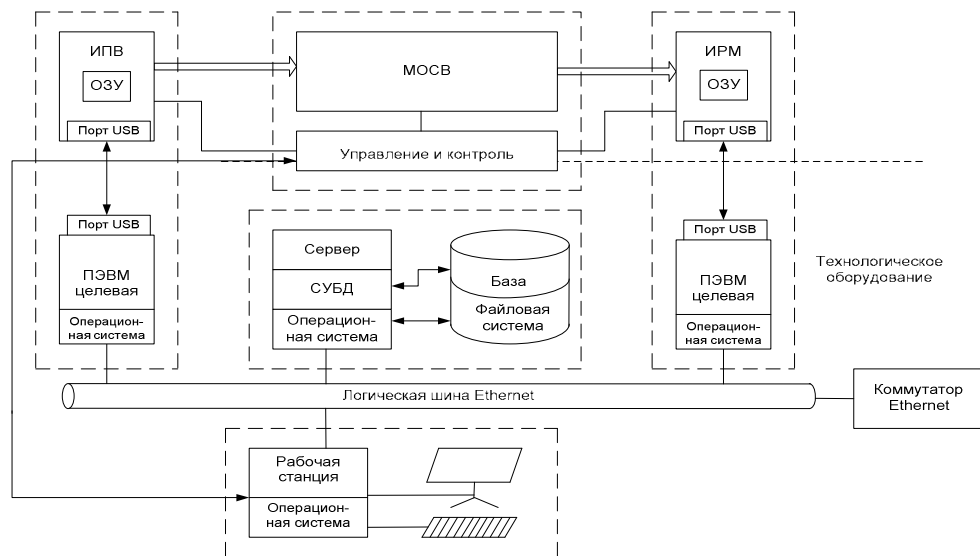 ИПВ
ОЗУ
Порт USB
МОСВ
Управление и контроль
ИРМ
ОЗУ
Порт USB
Порт USB
ПЭВМ
целевая
Операцион-
ная система
Сервер
СУБД
Операцион-
ная система
База
Файловая
система
Порт USB
ПЭВМ
целевая
Операцион-
ная система
Технологическое
оборудование
Логическая шина Ethernet
Коммутатор
Ethernet
Рабочая
станция
Операцион-
ная система